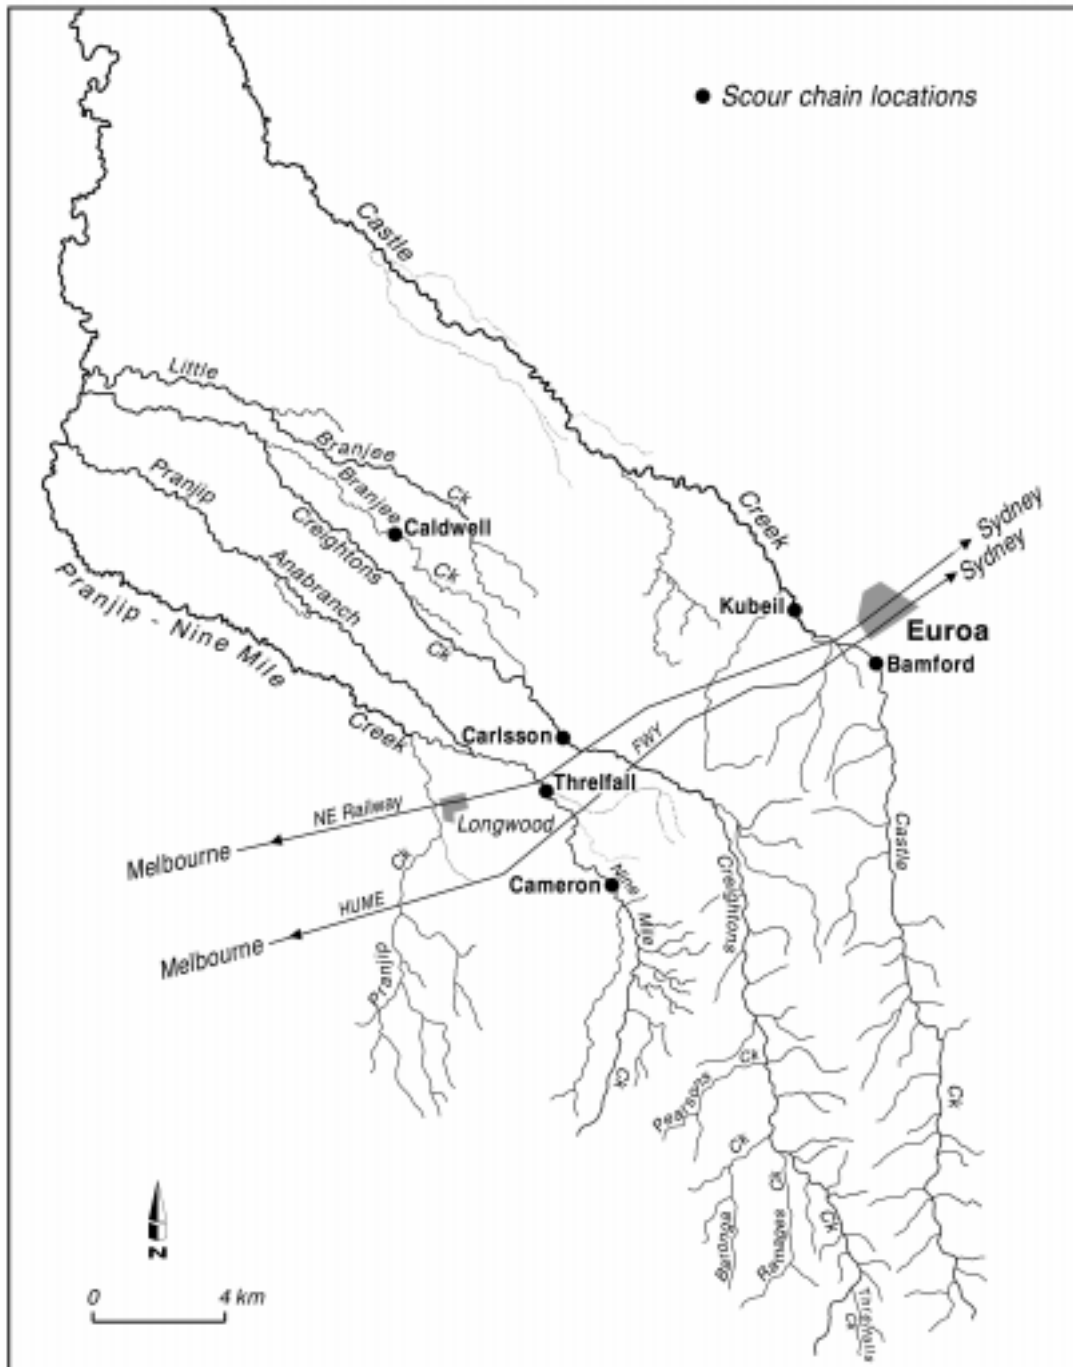 Scour chain locations
Castle
Creek
Little
Branjee
Ck
Branjee
Ck
Caldwell
Creightons
Ck
Pranjip
Anabranch
Pranjip - Nine Mile
Creek
Sydney
Sydney
Kubeil
Euroa
Bamford
Carlsson
FWY
Threlfall
NE Railway
Longwood
Melbourne
Cameron
HUME
Melbourne
Ck
Pranjip
Nine
Mile
Ck
Creightons
Castle
Ck
Pearsons
Ck
Ck
Ramages
Ck
Ck
Threlfalls
Ck
N
0 4 km